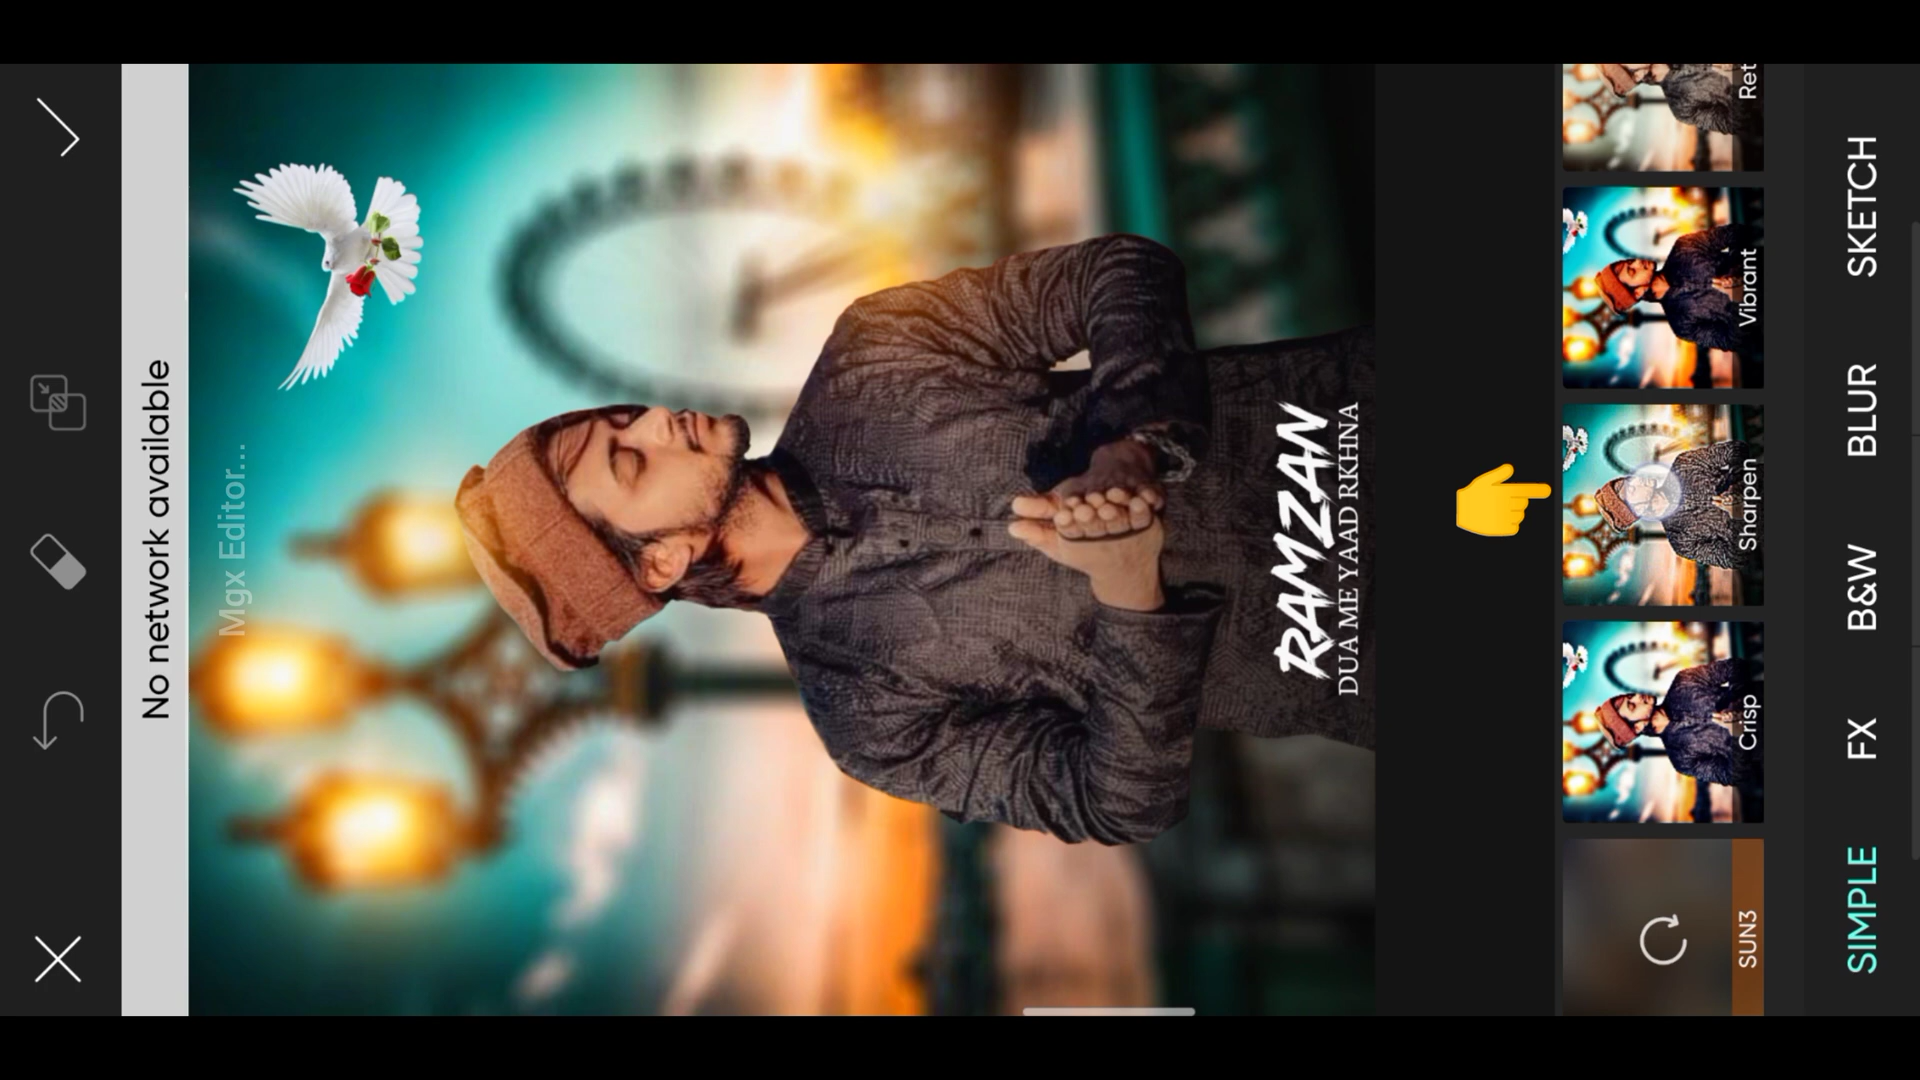 No network available
Mgx Editor...
RAMZAN
DUA ME YAAD RKHNA
SUN3
Crisp
Sharpen
Vibrant
Ret
SIMPLE
FX
B&W
BLUR
SKETCH